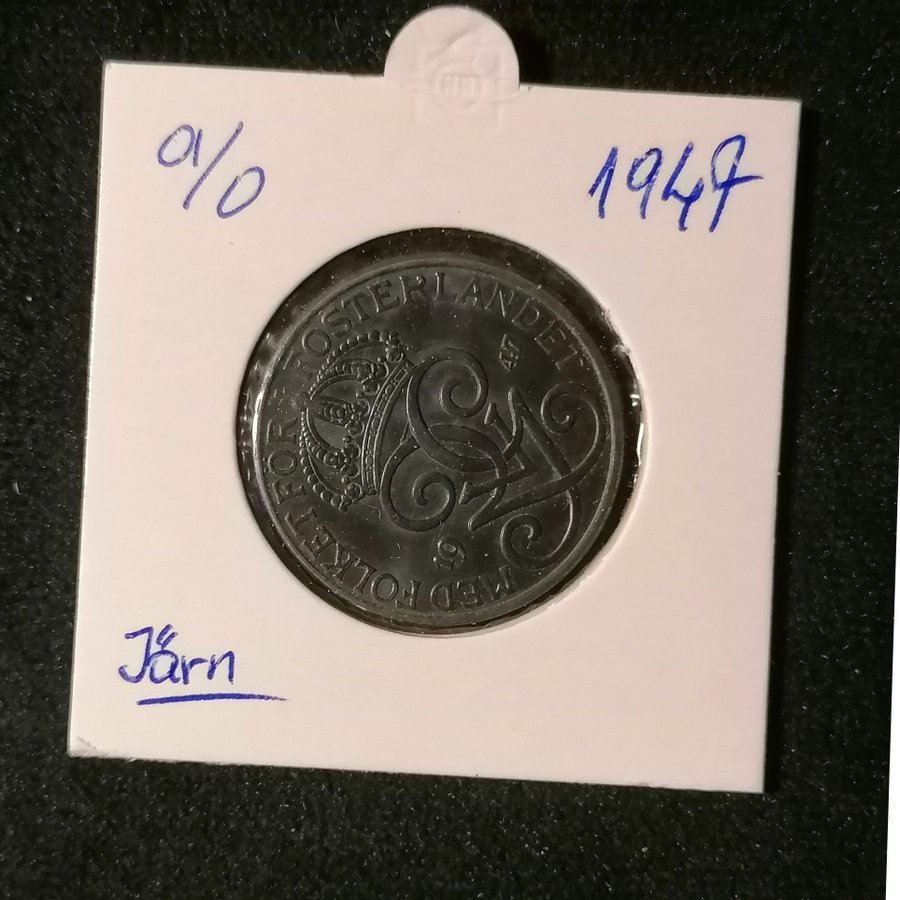 01/0
1947
MED FOLKET FÖR FOSTERLANDET
19 47
Järn